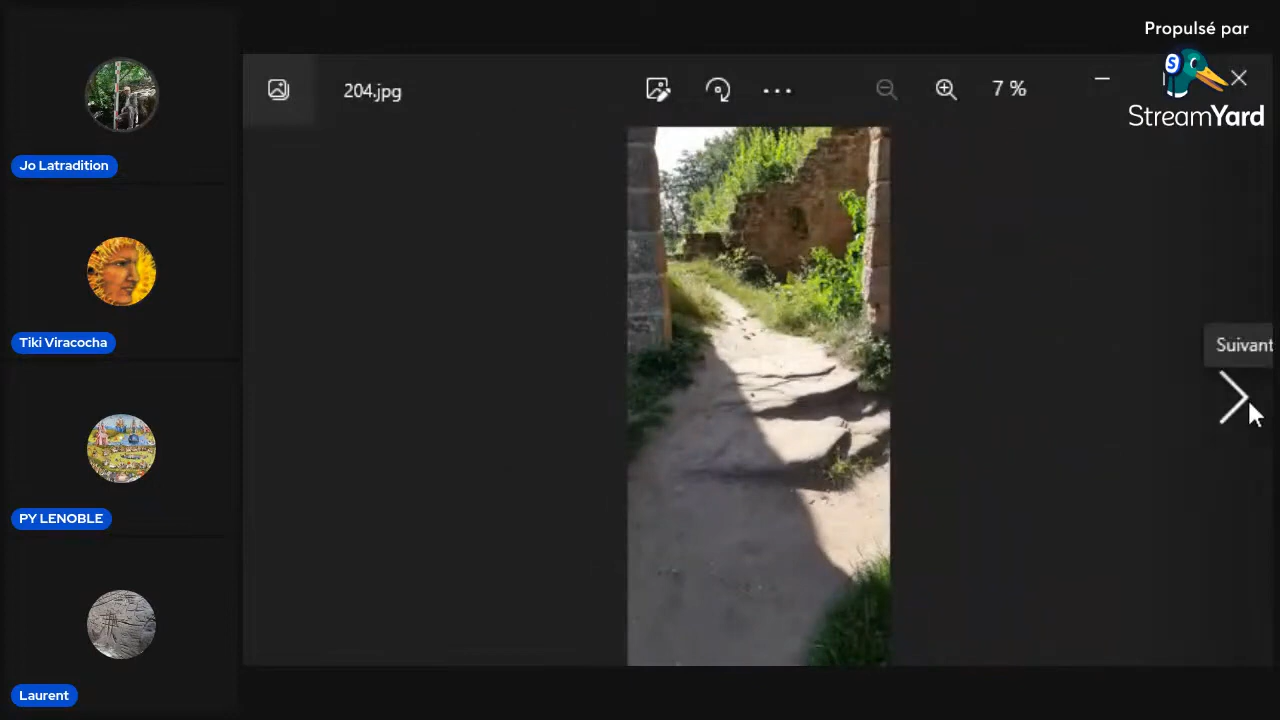 Propulsé par
StreamYard
204.jpg
7 %
Jo Latradition
Tiki Viracocha
Suivant
PY LENOBLE
Laurent